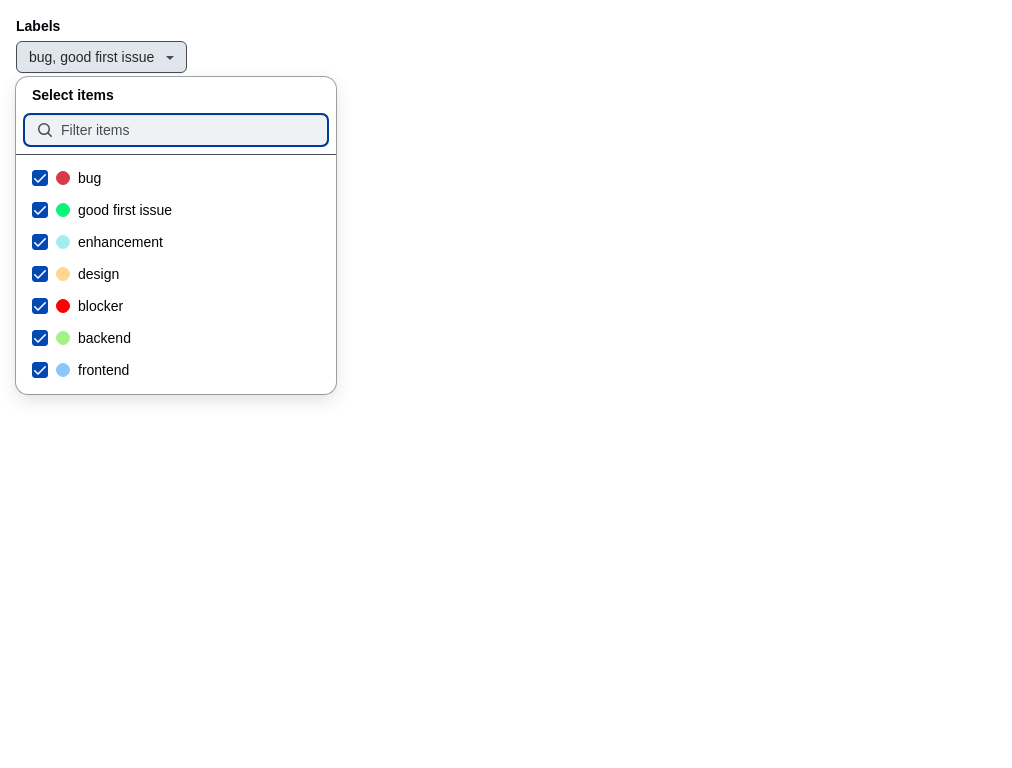 Labels
bug, good first issue
Select items
Filter items
bug
good first issue
enhancement
design
blocker
backend
frontend